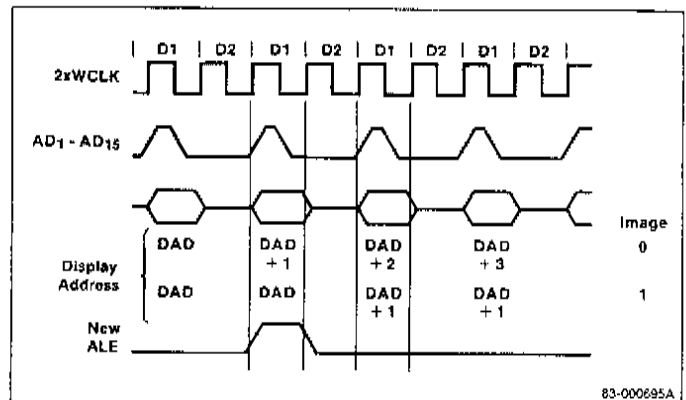 D1 D2 D1 D2 D1 D2 D1 D2
2xWCLK
AD1 - AD15
Image
DAD DAD + 1 DAD + 2 DAD + 3 0
Display Address
DAD DAD DAD + 1 DAD + 1 1
New ALE
83-000695A